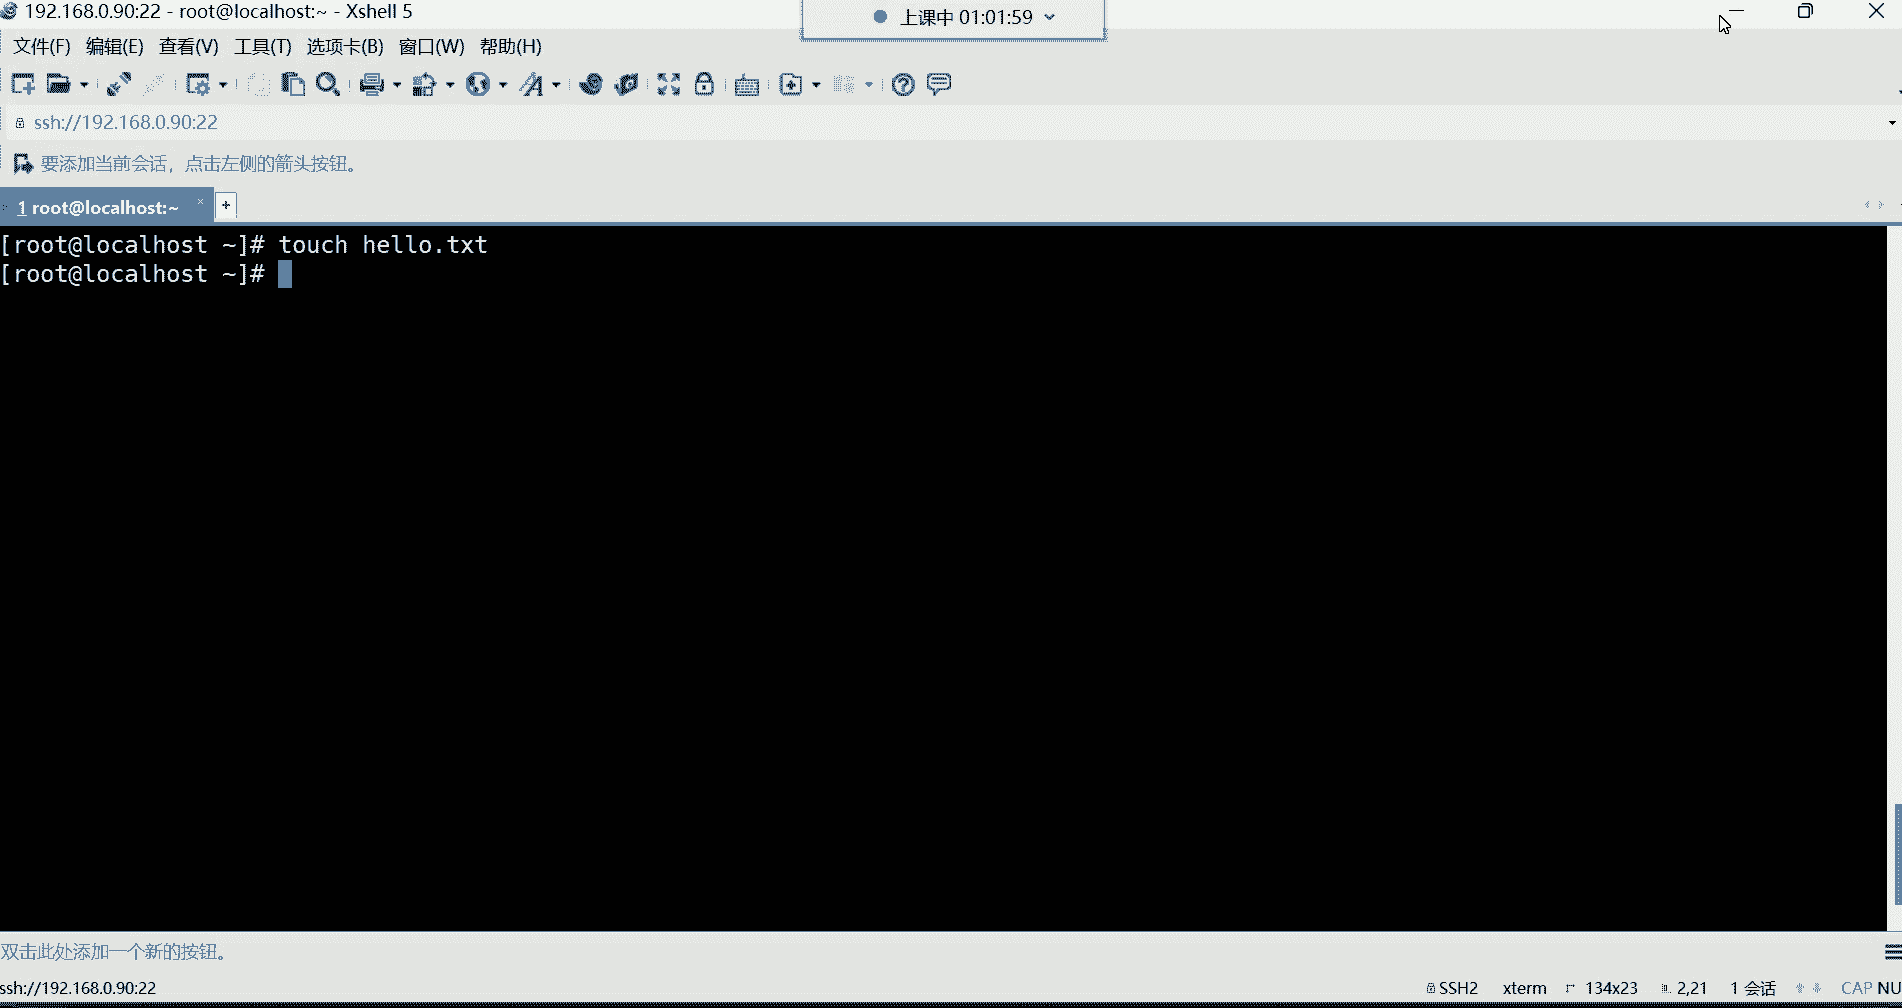 192.168.0.90:22 - root@localhost:~ - Xshell 5
上课中 01:01:59
文件(F) 编辑(E) 查看(V) 工具(T) 选项卡(B) 窗口(W) 帮助(H)
ssh://192.168.0.90:22
要添加当前会话，点击左侧的箭头按钮。
1 root@localhost:~ × +
[root@localhost ~]# touch hello.txt
[root@localhost ~]#
双击此处添加一个新的按钮。
ssh://192.168.0.90:22 SSH2 xterm 134x23 2,21 1 会话 CAP NU